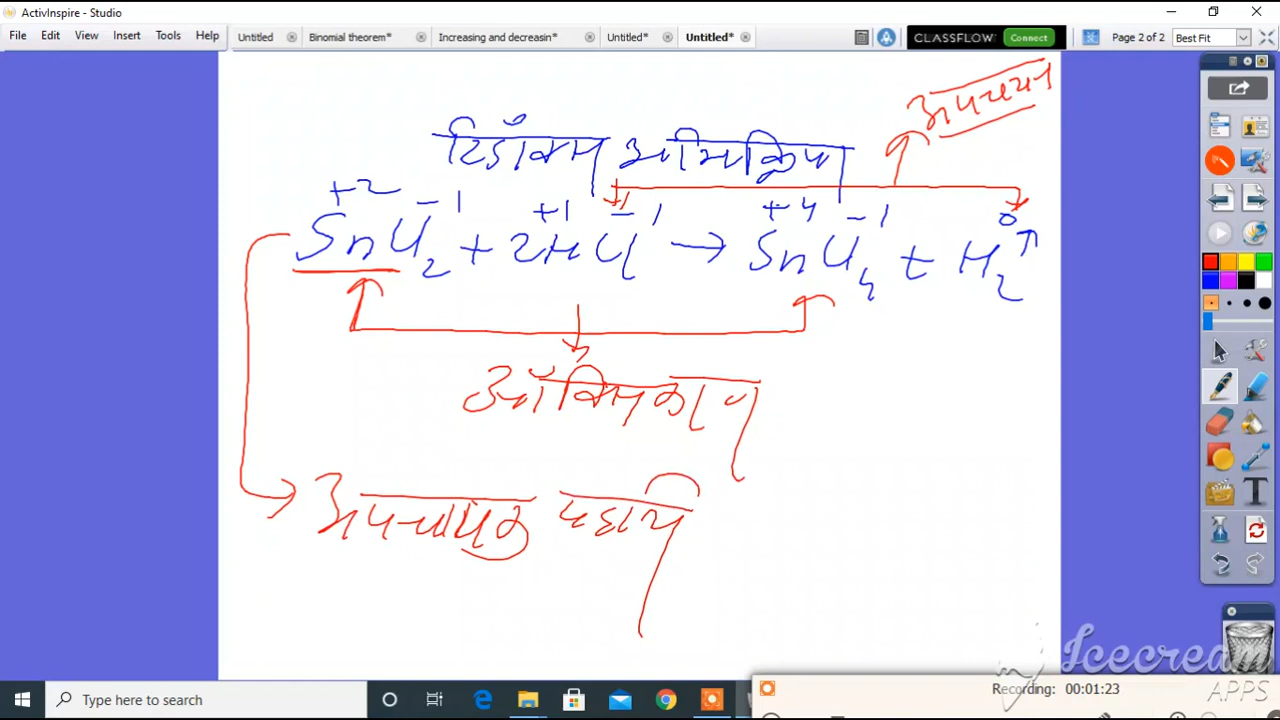 ActivInspire - Studio
File Edit View Insert Tools Help
Untitled Binomial theorem* Increasing and decreasin* Untitled* Untitled*
CLASSFLOW Connect Page 2 of 2 Best Fit
अपचयन
रिडॉक्स अभिक्रिया
+2 -1 +1 -1 +4 -1 0
SnCl2 + 2HCl → SnCl4 + H2↑
ऑक्सिकारण
अपचायक पदार्थ
Icecream
APPS
Recording: 00:01:23
Type here to search